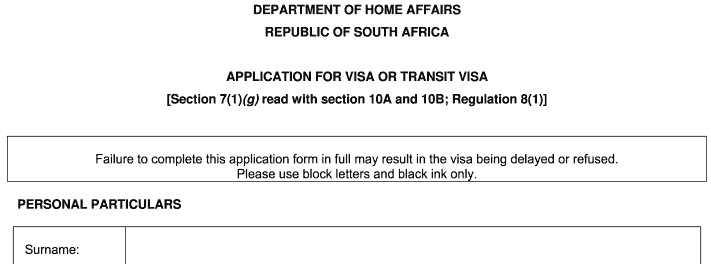 DEPARTMENT OF HOME AFFAIRS
REPUBLIC OF SOUTH AFRICA
APPLICATION FOR VISA OR TRANSIT VISA
[Section 7(1)(g) read with section 10A and 10B; Regulation 8(1)]
Failure to complete this application form in full may result in the visa being delayed or refused.
Please use block letters and black ink only.
PERSONAL PARTICULARS
Surname: